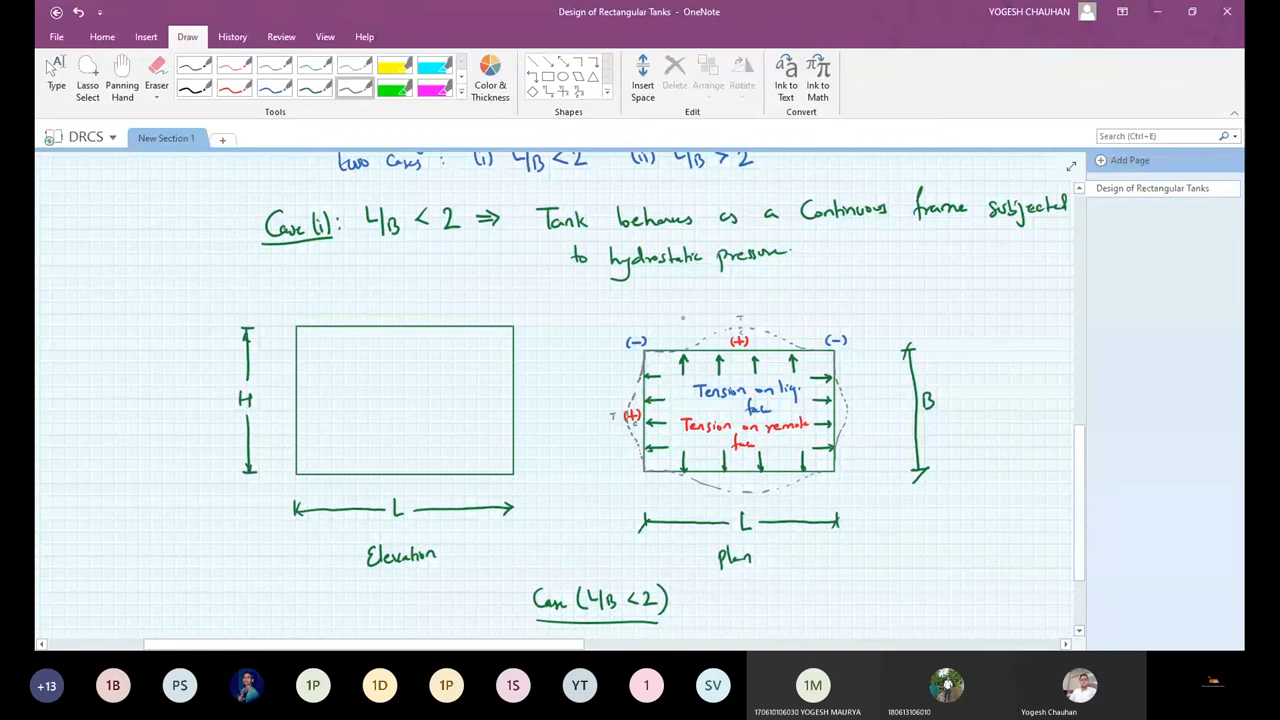 Design of Rectangular Tanks - OneNote
YOGESH CHAUHAN
File Home Insert Draw History Review View Help
Type
Lasso Select
Panning Hand
Eraser
Color & Thickness
Insert Space
Delete
Arrange
Rotate
Ink to Text
Ink to Math
Tools
Shapes
Edit
Convert
DRCS
New Section 1
Search (Ctrl+E)
Add Page
Design of Rectangular Tanks
two cases : (i) L/B < 2 (ii) L/B > 2
Case (i) : L/B < 2 ⇒ Tank behaves as a Continuous frame subjected
to hydrostatic pressure.
H
L
Elevation
T
(-) (+) (-)
Tension on liq. face
T (+)
Tension on remote face
B
L
Plan
Case (L/B < 2)
+13 1B PS 1P 1D 1P 1S YT 1 SV 1M
170610106030 YOGESH MAURYA
180613106010
Yogesh Chauhan